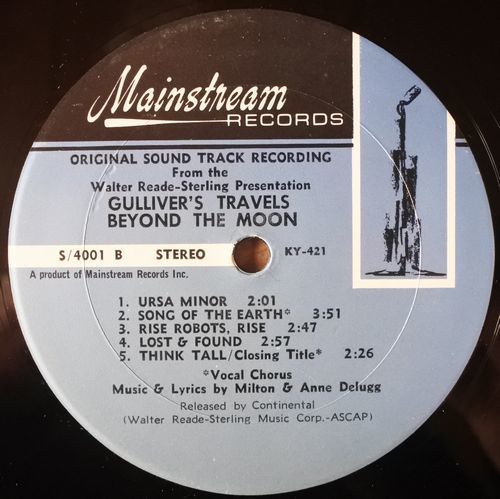 Mainstream
RECORDS
ORIGINAL SOUND TRACK RECORDING
From the
Walter Reade-Sterling Presentation
GULLIVER'S TRAVELS
BEYOND THE MOON
S/4001 B STEREO KY-421
A product of Mainstream Records Inc.
1. URSA MINOR 2:01
2. SONG OF THE EARTH* 3:51
3. RISE ROBOTS, RISE 2:47
4. LOST & FOUND 2:57
5. THINK TALL/Closing Title* 2:26
*Vocal Chorus
Music & Lyrics by Milton & Anne Delugg
Released by Continental
(Walter Reade-Sterling Music Corp.-ASCAP)